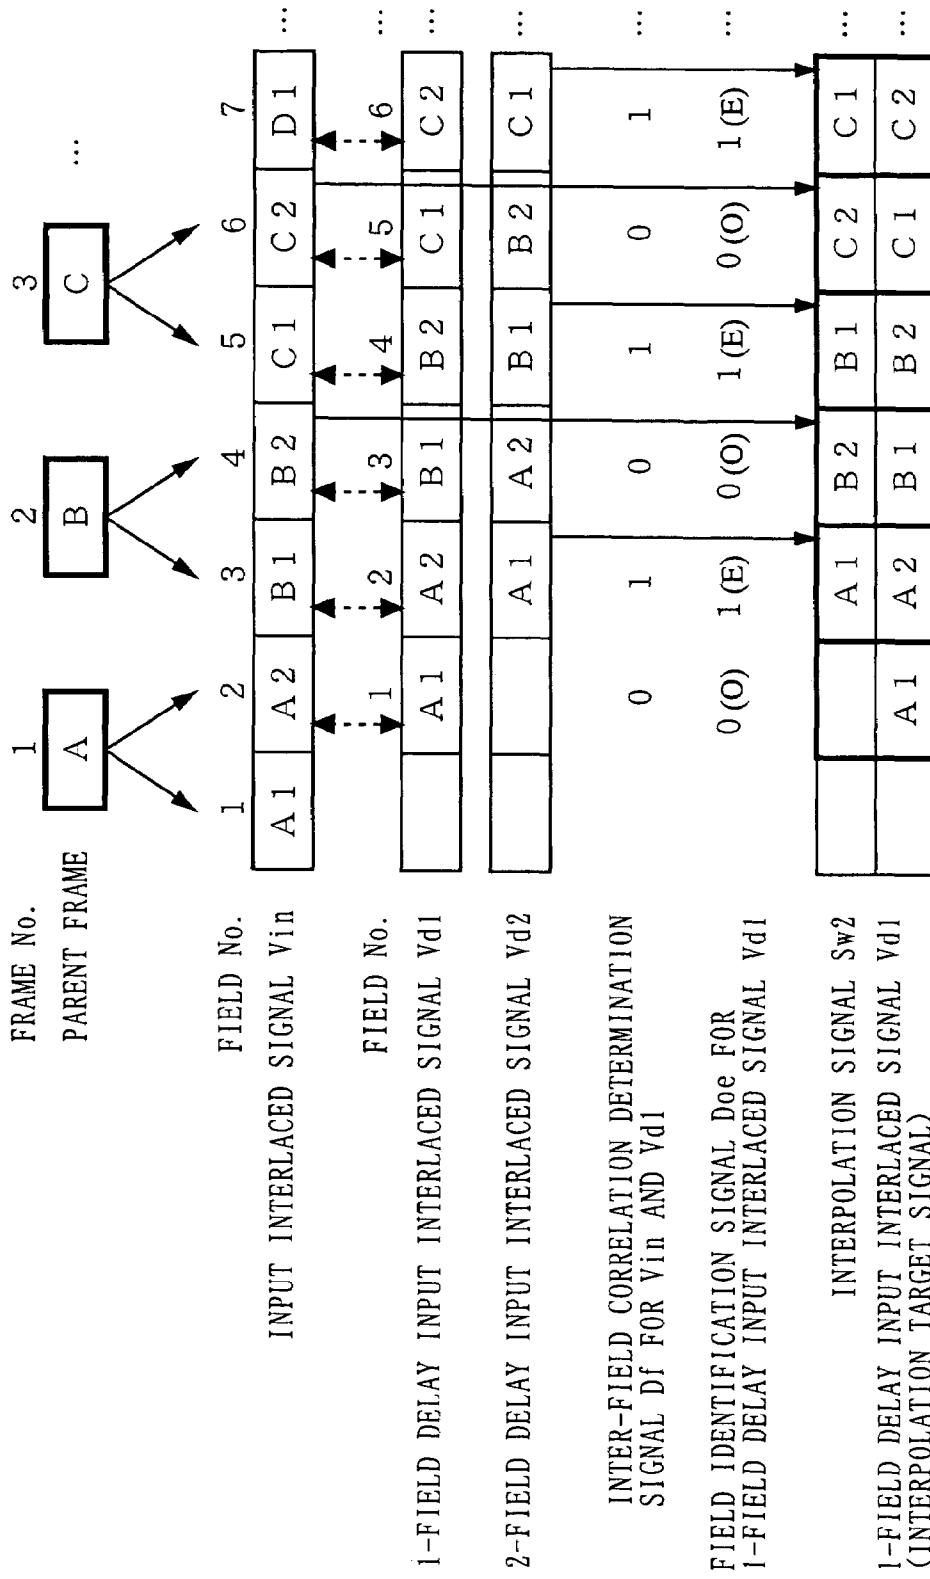 FRAME No. 1 2 3
PARENT FRAME A B C ...
FIELD No. 1 2 3 4 5 6 7
INPUT INTERLACED SIGNAL Vin A1 A2 B1 B2 C1 C2 D1 ...
FIELD No. 1 2 3 4 5 6 ...
1-FIELD DELAY INPUT INTERLACED SIGNAL Vd1 A1 A2 B1 B2 C1 C2 ...
2-FIELD DELAY INPUT INTERLACED SIGNAL Vd2 A1 A2 B1 B2 C1 ...
INTER-FIELD CORRELATION DETERMINATION
SIGNAL Df FOR Vin AND Vd1 0 1 0 1 0 1 ...
FIELD IDENTIFICATION SIGNAL Doe FOR
1-FIELD DELAY INPUT INTERLACED SIGNAL Vd1 0(O) 1(E) 0(O) 1(E) 0(O) 1(E) ...
INTERPOLATION SIGNAL Sw2 A1 B2 B1 C2 C1 ...
1-FIELD DELAY INPUT INTERLACED SIGNAL Vd1 A1 A2 B1 B2 C1 C2 ...
(INTERPOLATION TARGET SIGNAL)